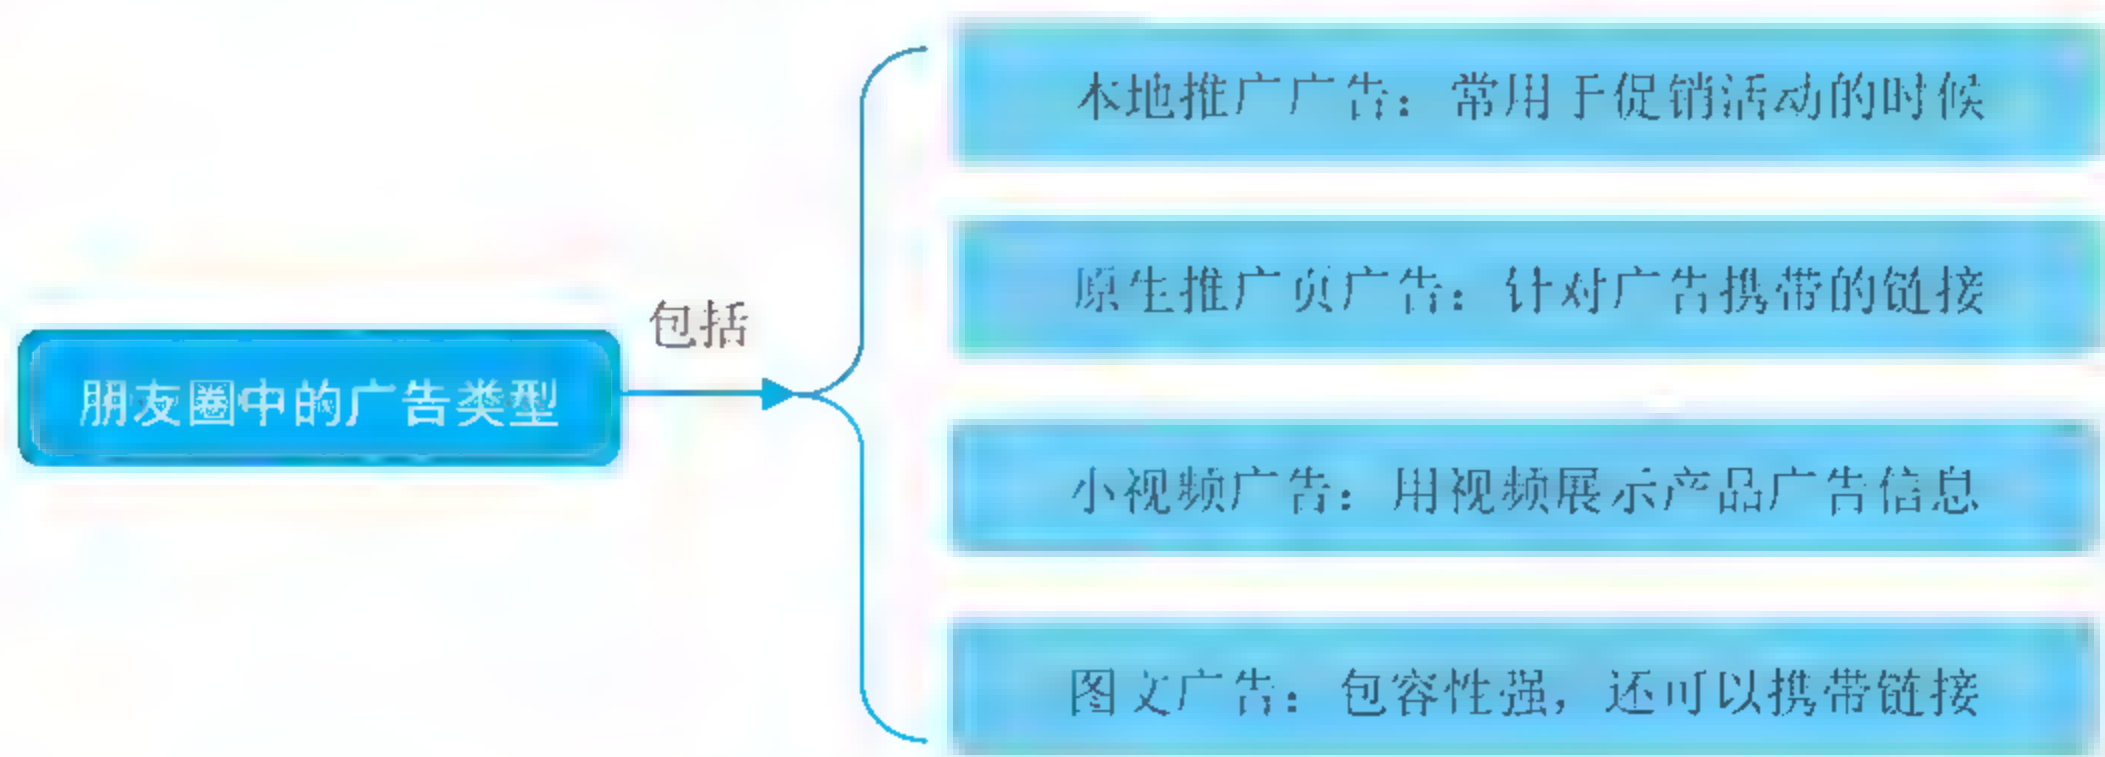 朋友圈中的广告类型
包括
本地推广广告：常用于促销活动的时候
原生推广页广告：针对广告携带的链接
小视频广告：用视频展示产品广告信息
图文广告：包容性强，还可以携带链接